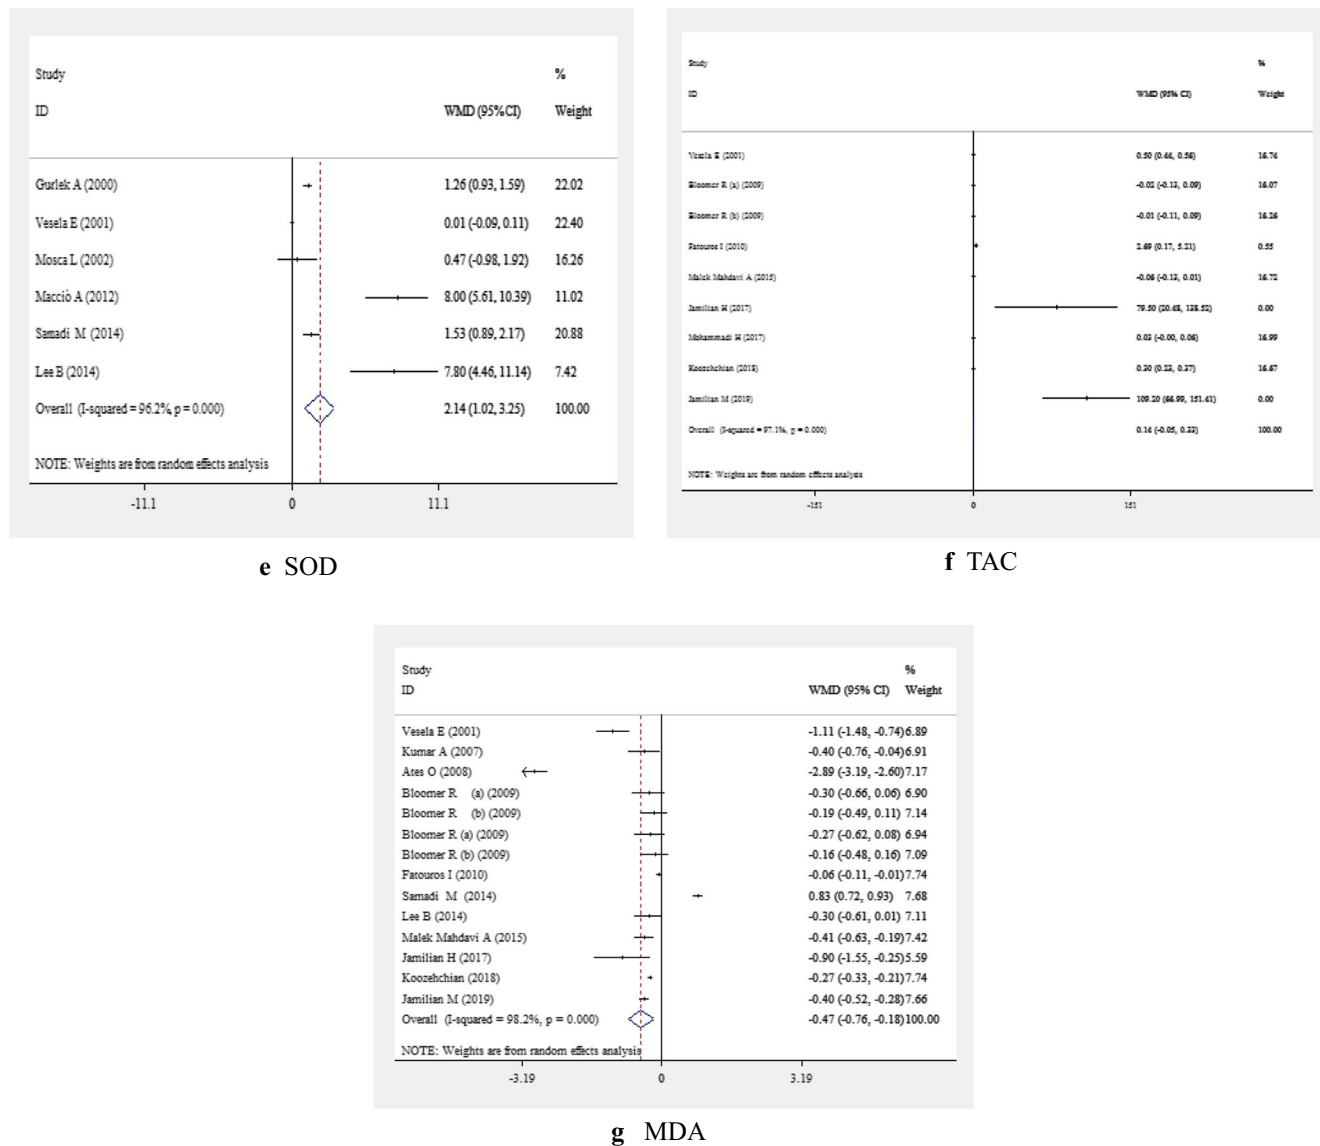 Study %
ID WMD (95%CI) Weight
Gurlek A (2000) 1.26 (0.93, 1.59) 22.02
Vesela E (2001) 0.01 (-0.09, 0.11) 22.40
Mosca L (2002) 0.47 (-0.98, 1.92) 16.26
Macciò A (2012) 8.00 (5.61, 10.39) 11.02
Samadi M (2014) 1.53 (0.89, 2.17) 20.88
Lee B (2014) 7.80 (4.46, 11.14) 7.42
Overall (I-squared = 96.2%, p = 0.000) 2.14 (1.02, 3.25) 100.00
NOTE: Weights are from random effects analysis
-11.1 0 11.1
e SOD
Study %
ID WMD (95% CI) Weight
Vesela E (2001) 0.50 (0.44, 0.56) 16.74
Bloomer R (a) (2009) -0.02 (-0.13, 0.09) 16.07
Bloomer R (b) (2009) -0.01 (-0.11, 0.09) 16.26
Fatouros I (2010) 2.69 (0.17, 5.21) 0.55
Malek Mahdavi A (2015) -0.06 (-0.13, 0.01) 16.72
Jamilian H (2017) 79.50 (20.48, 138.52) 0.00
Mohammadi H (2017) 0.03 (-0.00, 0.06) 16.99
Koozehchian (2018) 0.30 (0.23, 0.37) 16.67
Jamilian M (2019) 109.20 (66.99, 151.41) 0.00
Overall (I-squared = 97.1%, p = 0.000) 0.14 (-0.05, 0.33) 100.00
NOTE: Weights are from random effects analysis
-151 0 151
f TAC
Study %
ID WMD (95% CI) Weight
Vesela E (2001) -1.11 (-1.48, -0.74) 6.89
Kumar A (2007) -0.40 (-0.76, -0.04) 6.91
Ates O (2008) -2.89 (-3.19, -2.60) 7.17
Bloomer R (a) (2009) -0.30 (-0.66, 0.06) 6.90
Bloomer R (b) (2009) -0.19 (-0.49, 0.11) 7.14
Bloomer R (a) (2009) -0.27 (-0.62, 0.08) 6.94
Bloomer R (b) (2009) -0.16 (-0.48, 0.16) 7.09
Fatouros I (2010) -0.06 (-0.11, -0.01) 7.74
Samadi M (2014) 0.83 (0.72, 0.93) 7.68
Lee B (2014) -0.30 (-0.61, 0.01) 7.11
Malek Mahdavi A (2015) -0.41 (-0.63, -0.19) 7.42
Jamilian H (2017) -0.90 (-1.55, -0.25) 5.59
Koozehchian (2018) -0.27 (-0.33, -0.21) 7.74
Jamilian M (2019) -0.40 (-0.52, -0.28) 7.66
Overall (I-squared = 98.2%, p = 0.000) -0.47 (-0.76, -0.18) 100.00
NOTE: Weights are from random effects analysis
-3.19 0 3.19
g MDA